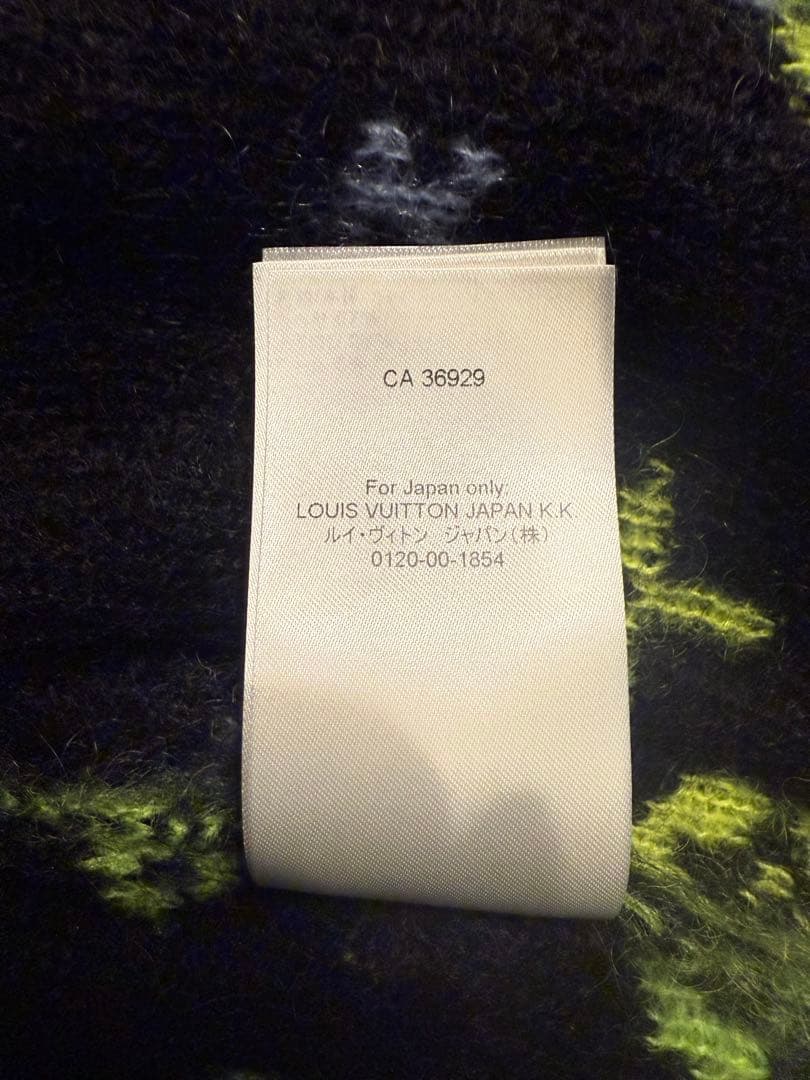 CA 36929
For Japan only:
LOUIS VUITTON JAPAN K.K.
ルイ・ヴィトン ジャパン(株)
0120-00-1854